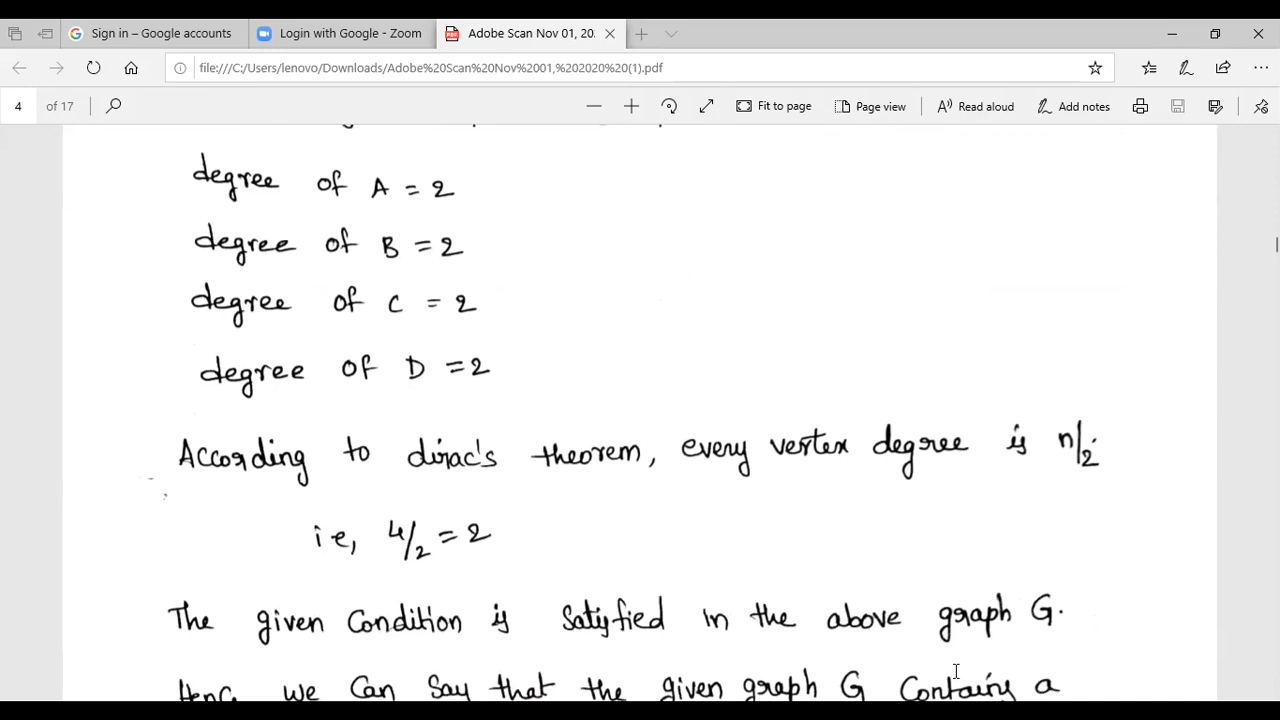 Sign in – Google accounts
Login with Google - Zoom
Adobe Scan Nov 01, 202
file:///C:/Users/lenovo/Downloads/Adobe%20Scan%20Nov%2001,%202020%20(1).pdf
4 of 17
Fit to page
Page view
Read aloud
Add notes
degree of A = 2
degree of B = 2
degree of C = 2
degree of D = 2
According to dirac's theorem, every vertex degree is n/2
ie, 4/2 = 2
The given Condition is satisfied in the above graph G.
Henc we Can Say that the given graph G Contains a